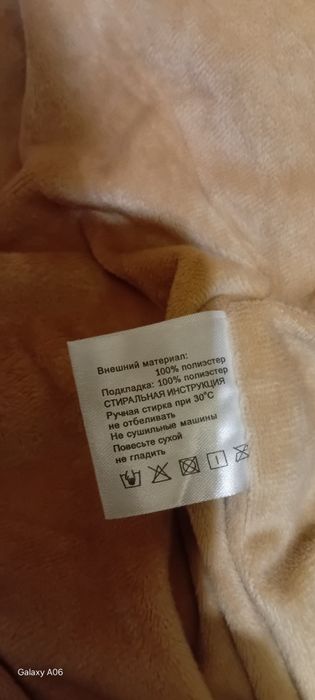 Внешний материал:
100% полиэстер
Подкладка: 100% полиэстер
СТИРАЛЬНАЯ ИНСТРУКЦИЯ
Ручная стирка при 30°C
не отбеливать
Не сушильные машины
Повесьте сухой
не гладить
Galaxy A06